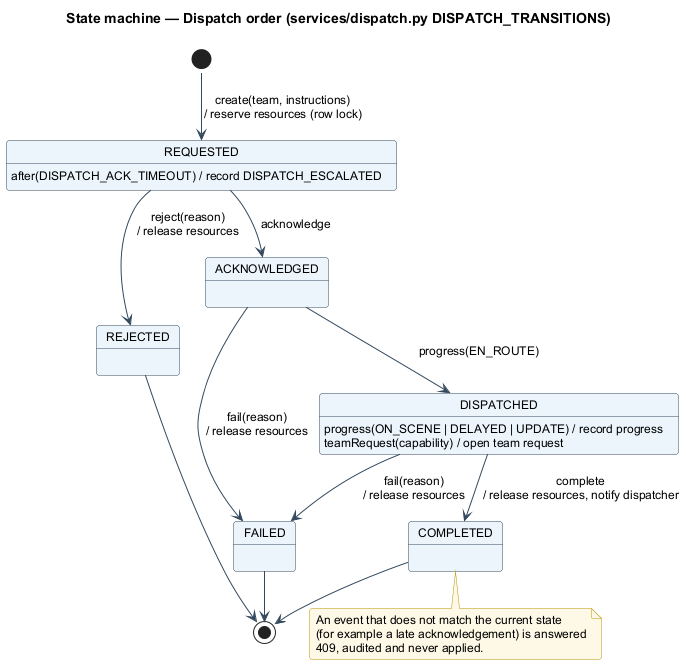 State machine — Dispatch order (services/dispatch.py DISPATCH_TRANSITIONS)
create(team, instructions)
/ reserve resources (row lock)
REQUESTED
after(DISPATCH_ACK_TIMEOUT) / record DISPATCH_ESCALATED
reject(reason)
/ release resources
acknowledge
ACKNOWLEDGED
REJECTED
progress(EN_ROUTE)
DISPATCHED
progress(ON_SCENE | DELAYED | UPDATE) / record progress
teamRequest(capability) / open team request
fail(reason)
/ release resources
fail(reason)
/ release resources
complete
/ release resources, notify dispatcher
FAILED
COMPLETED
An event that does not match the current state
(for example a late acknowledgement) is answered
409, audited and never applied.